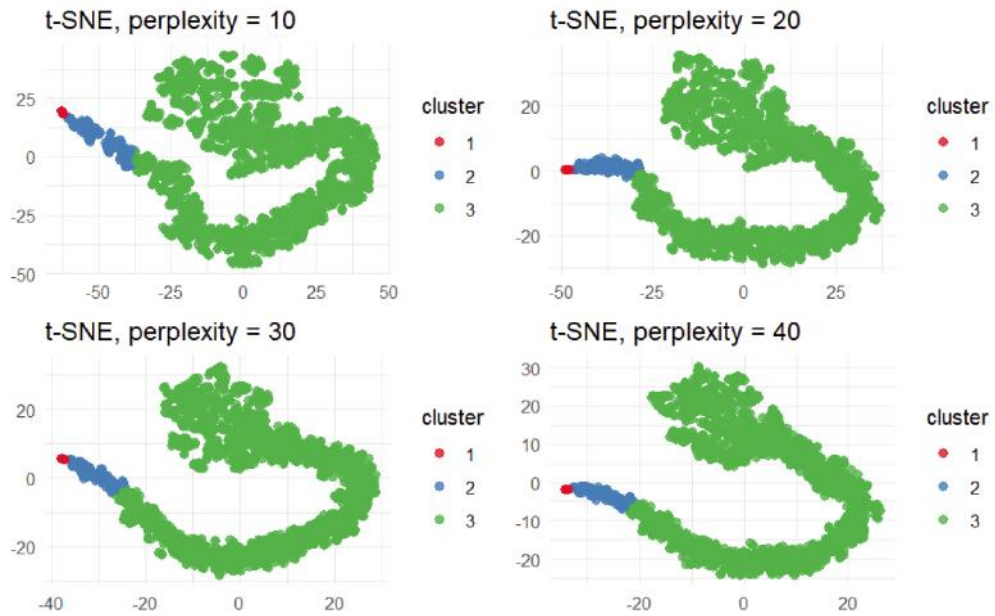 t-SNE, perplexity = 10
25
0
-25
-50
-50 -25 0 25 50
cluster
1
2
3
t-SNE, perplexity = 20
20
0
-20
-25 0 25
cluster
1
2
3
t-SNE, perplexity = 30
20
0
-20
-40 -20 0 20
cluster
1
2
3
t-SNE, perplexity = 40
30
20
10
0
-10
-20
-20 0 20
cluster
1
2
3